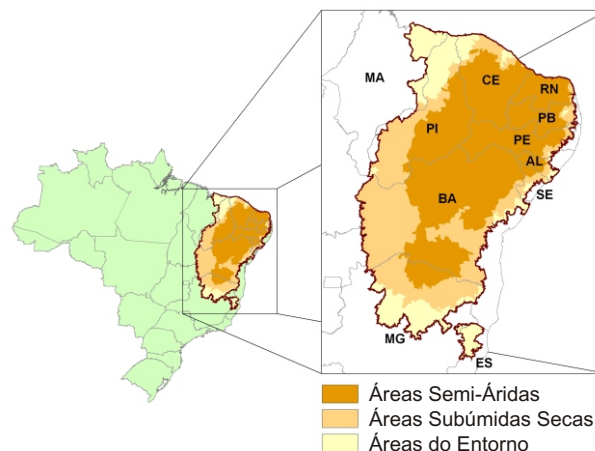 MA
CE
RN
PB
PI
PE
AL
SE
BA
MG
ES
Áreas Semi-Áridas
Áreas Subúmidas Secas
Áreas do Entorno